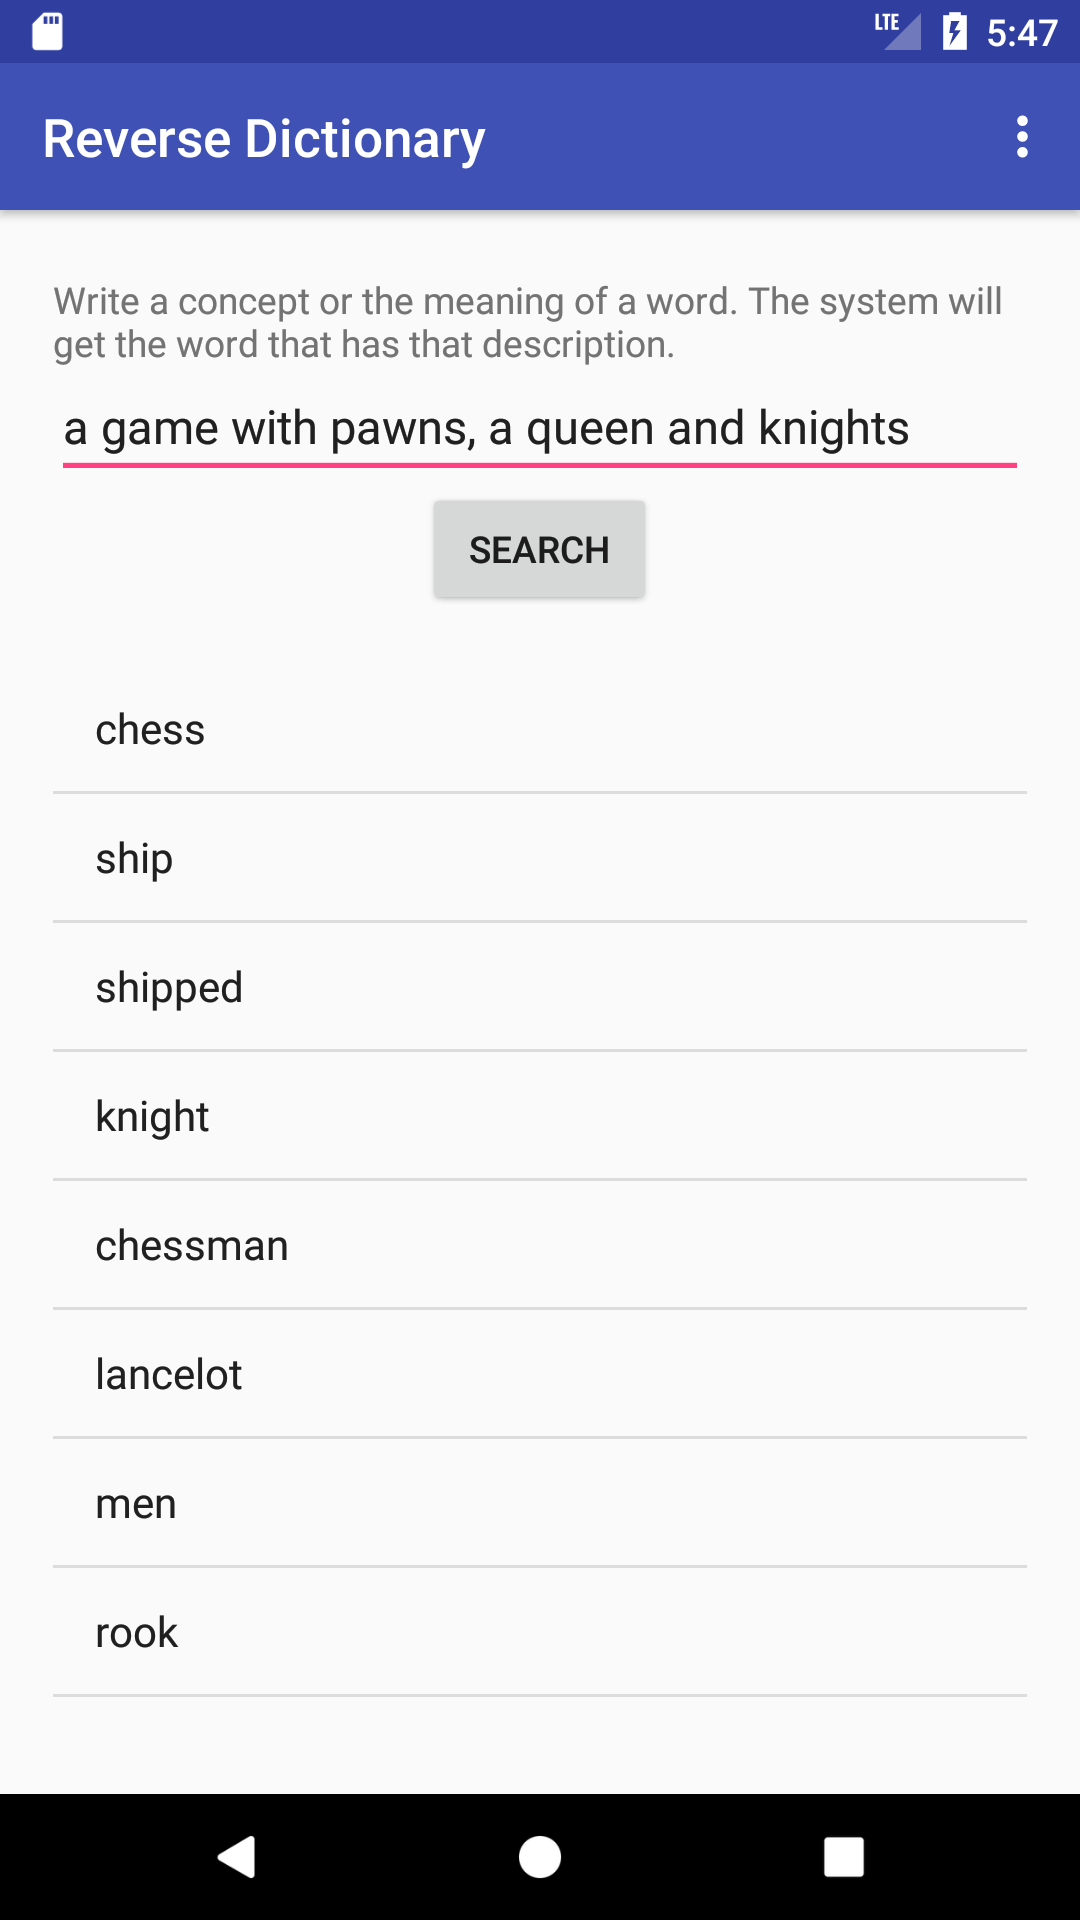 LTE 5:47
Reverse Dictionary
Write a concept or the meaning of a word. The system will
get the word that has that description.
a game with pawns, a queen and knights
SEARCH
chess
ship
shipped
knight
chessman
lancelot
men
rook